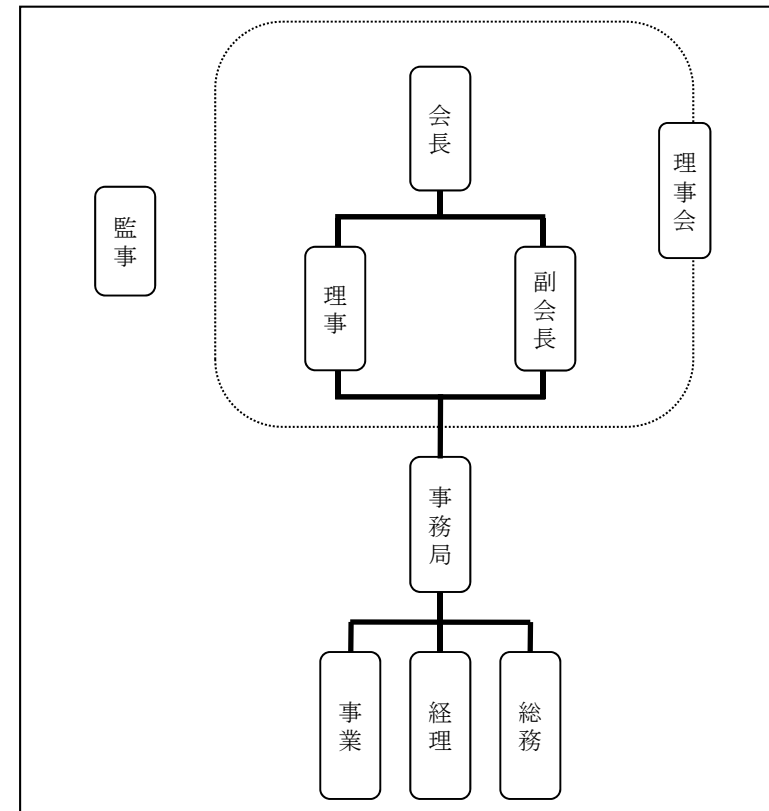 会長
理事会
監事
理事
副会長
事務局
事業
経理
総務